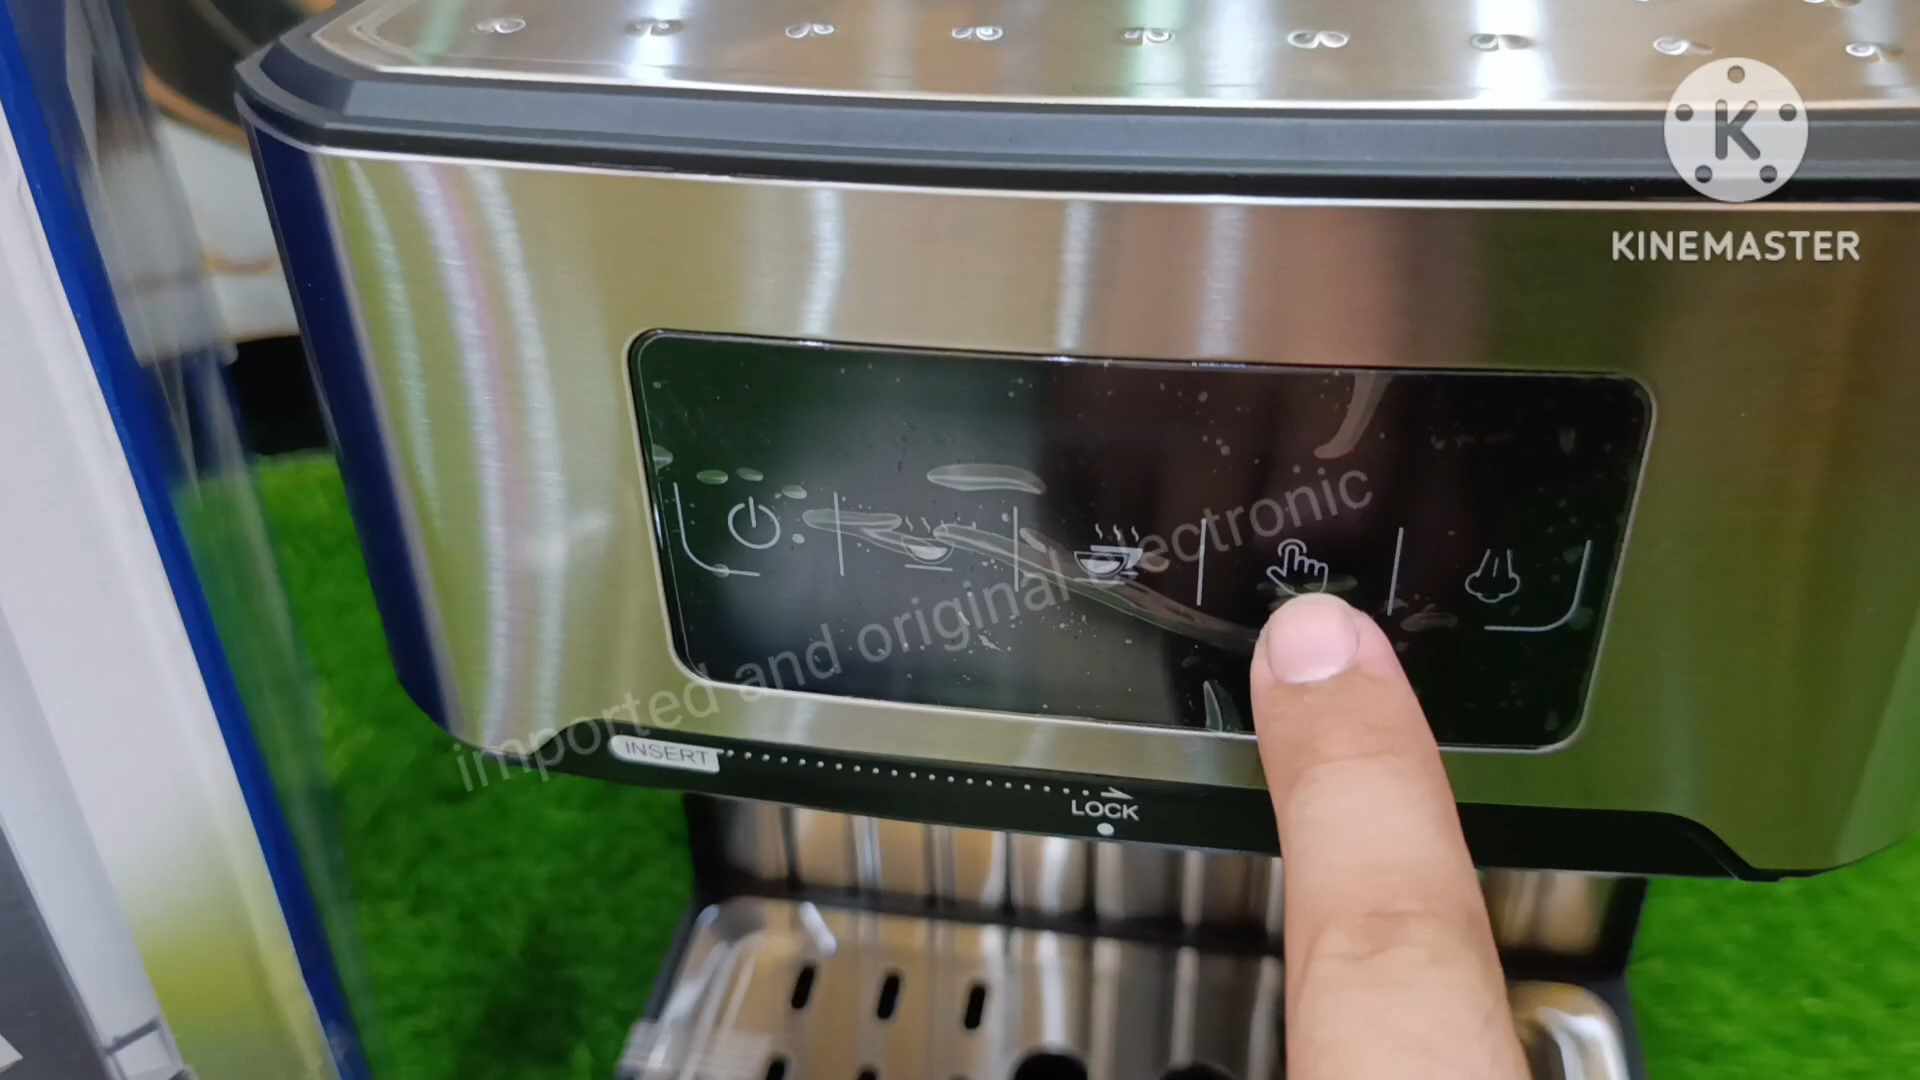 K
KINEMASTER
imported and original electronic
INSERT
LOCK